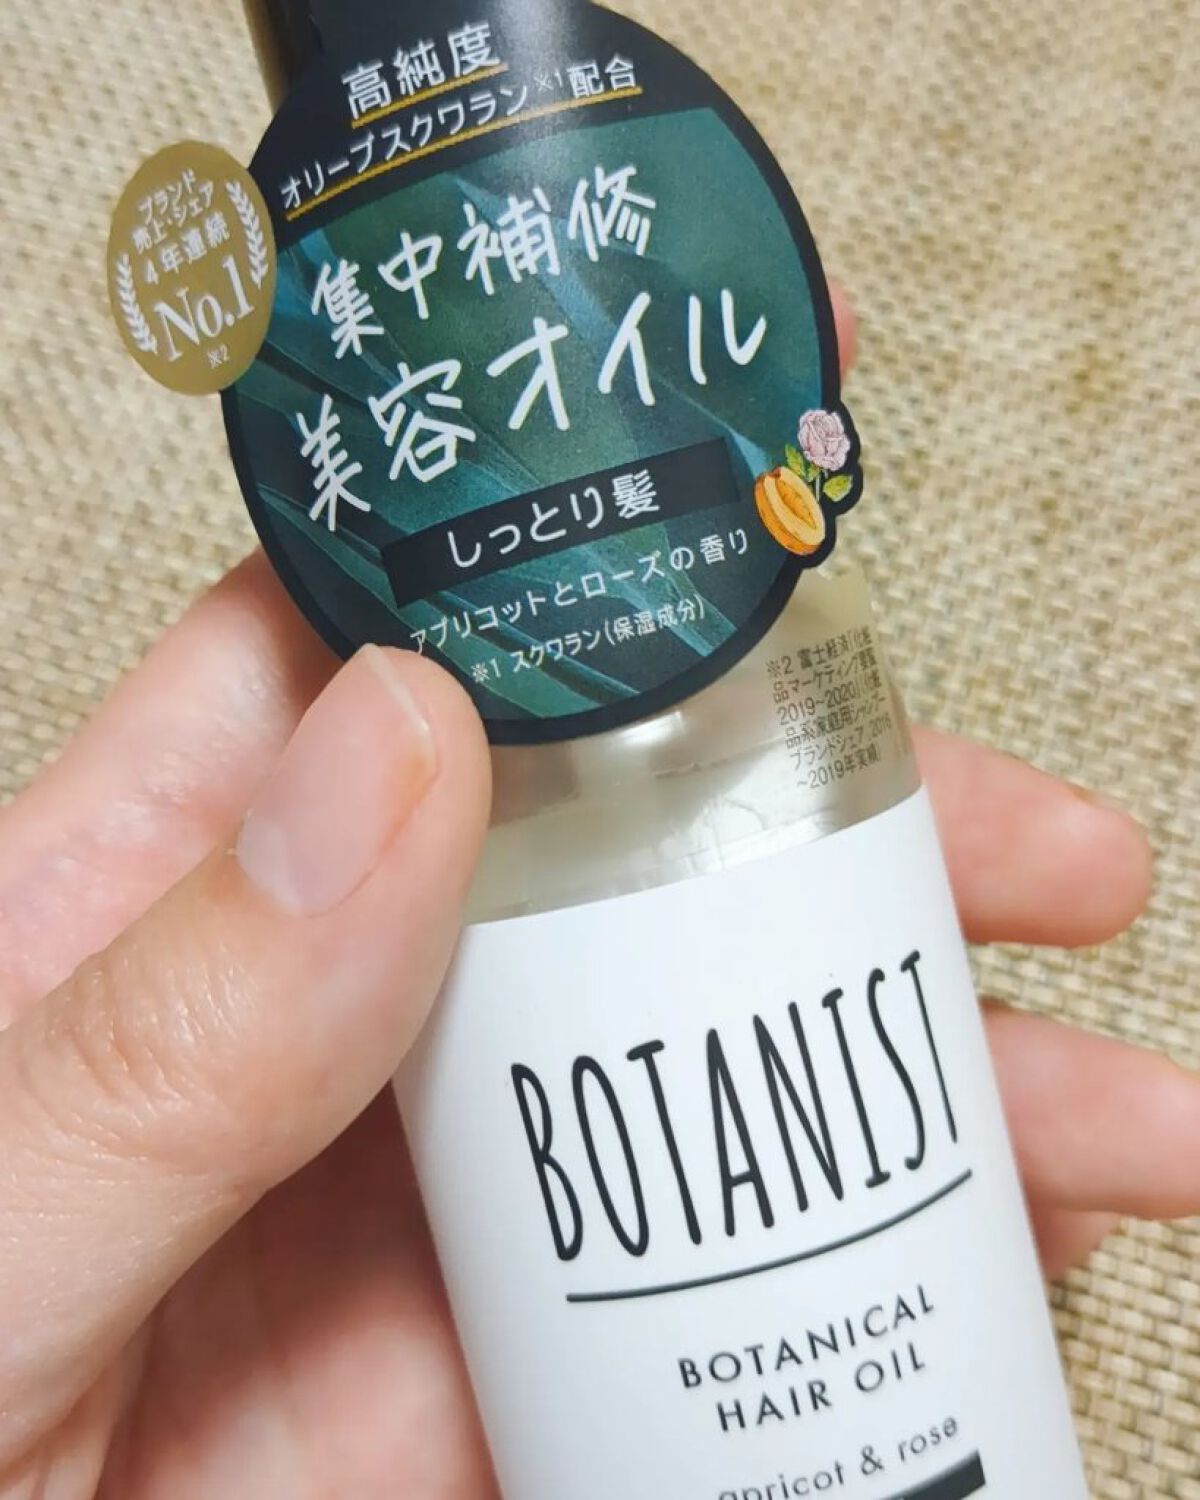 高純度
オリーブスクワラン※1配合
ブランド
売上・シェア
4年連続
No.1
※2
集中補修
美容オイル
しっとり髪
アプリコットとローズの香り
※1 スクワラン(保湿成分)
※2 富士経済「化粧
品マーケティング要覧
2019~2020」(化粧
品系家庭用シャンプー
ブランドシェア、2016
~2019年実績)
BOTANIST
BOTANICAL
HAIR OIL
apricot & rose